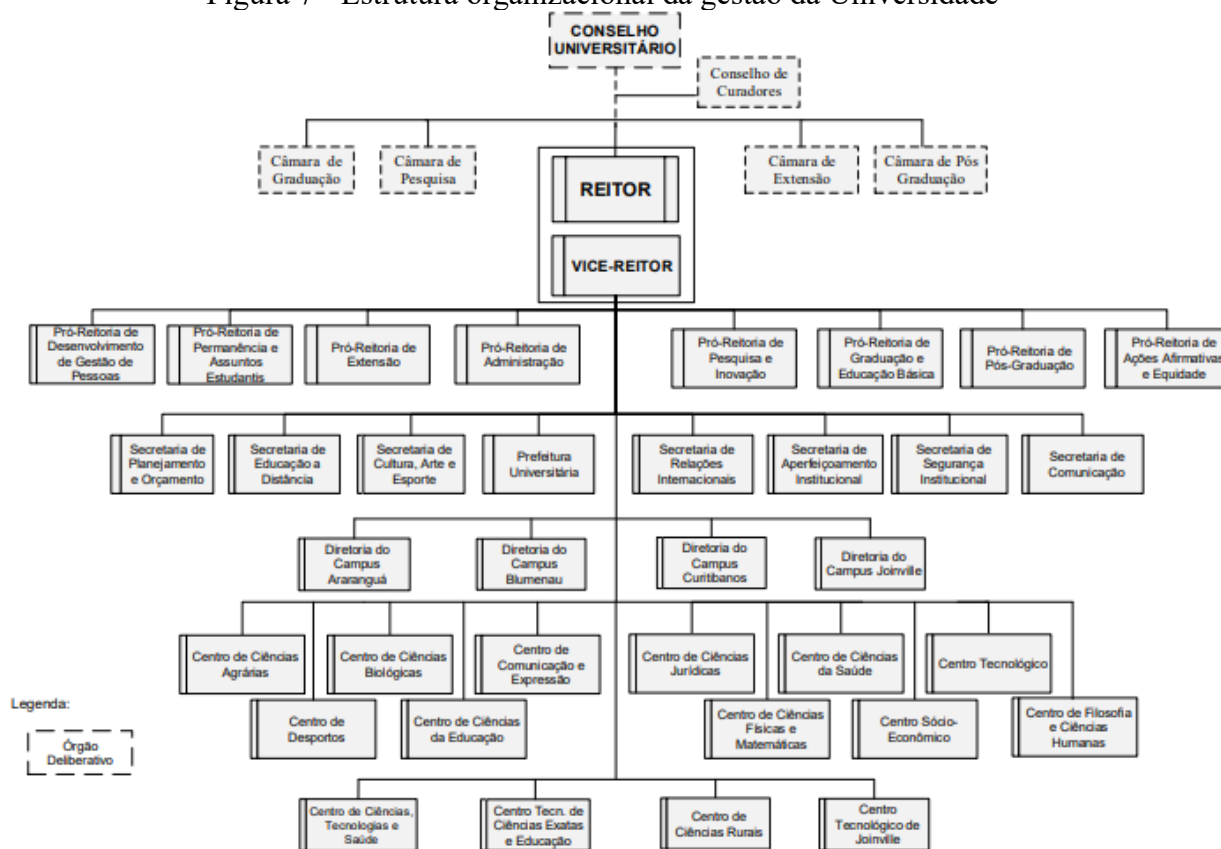 Figura 7 - Estrutura organizacional da gestão da Universidade
CONSELHO
UNIVERSITÁRIO
Conselho de
Curadores
Câmara de
Graduação
Câmara de
Pesquisa
Câmara de
Extensão
Câmara de Pós
Graduação
REITOR
VICE-REITOR
Pró-Reitoria de
Desenvolvimento
de Gestão de
Pessoas
Pró-Reitoria de
Permanência e
Assuntos
Estudantis
Pró-Reitoria de
Extensão
Pró-Reitoria de
Administração
Pró-Reitoria de
Pesquisa e
Inovação
Pró-Reitoria de
Graduação e
Educação Básica
Pró-Reitoria de
Pós-Graduação
Pró-Reitoria de
Ações Afirmativas
e Equidade
Secretaria de
Planejamento
e Orçamento
Secretaria de
Educação a
Distância
Secretaria de
Cultura, Arte e
Esporte
Prefeitura
Universitária
Secretaria de
Relações
Internacionais
Secretaria de
Aperfeiçoamento
Institucional
Secretaria de
Segurança
Institucional
Secretaria de
Comunicação
Diretoria do
Campus
Araranguá
Diretoria do
Campus
Blumenau
Diretoria do
Campus
Curitibanos
Diretoria do
Campus Joinville
Centro de Ciências
Agrárias
Centro de Ciências
Biológicas
Centro de
Comunicação e
Expressão
Centro de Ciências
Jurídicas
Centro de Ciências
da Saúde
Centro Tecnológico
Centro de
Desportos
Centro de Ciências
da Educação
Centro de Ciências
Físicas e
Matemáticas
Centro Sócio-
Econômico
Centro de Filosofia
e Ciências
Humanas
Legenda:
Órgão
Deliberativo
Centro de Ciências,
Tecnologias e
Saúde
Centro Tecn. de
Ciências Exatas
e Educação
Centro de
Ciências Rurais
Centro
Tecnológico de
Joinville